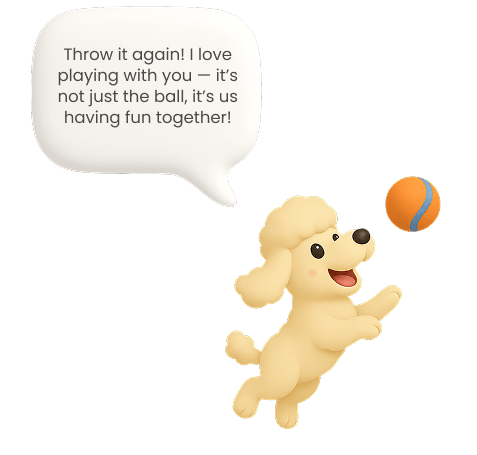 Throw it again! I love
playing with you — it's
not just the ball, it's us
having fun together!